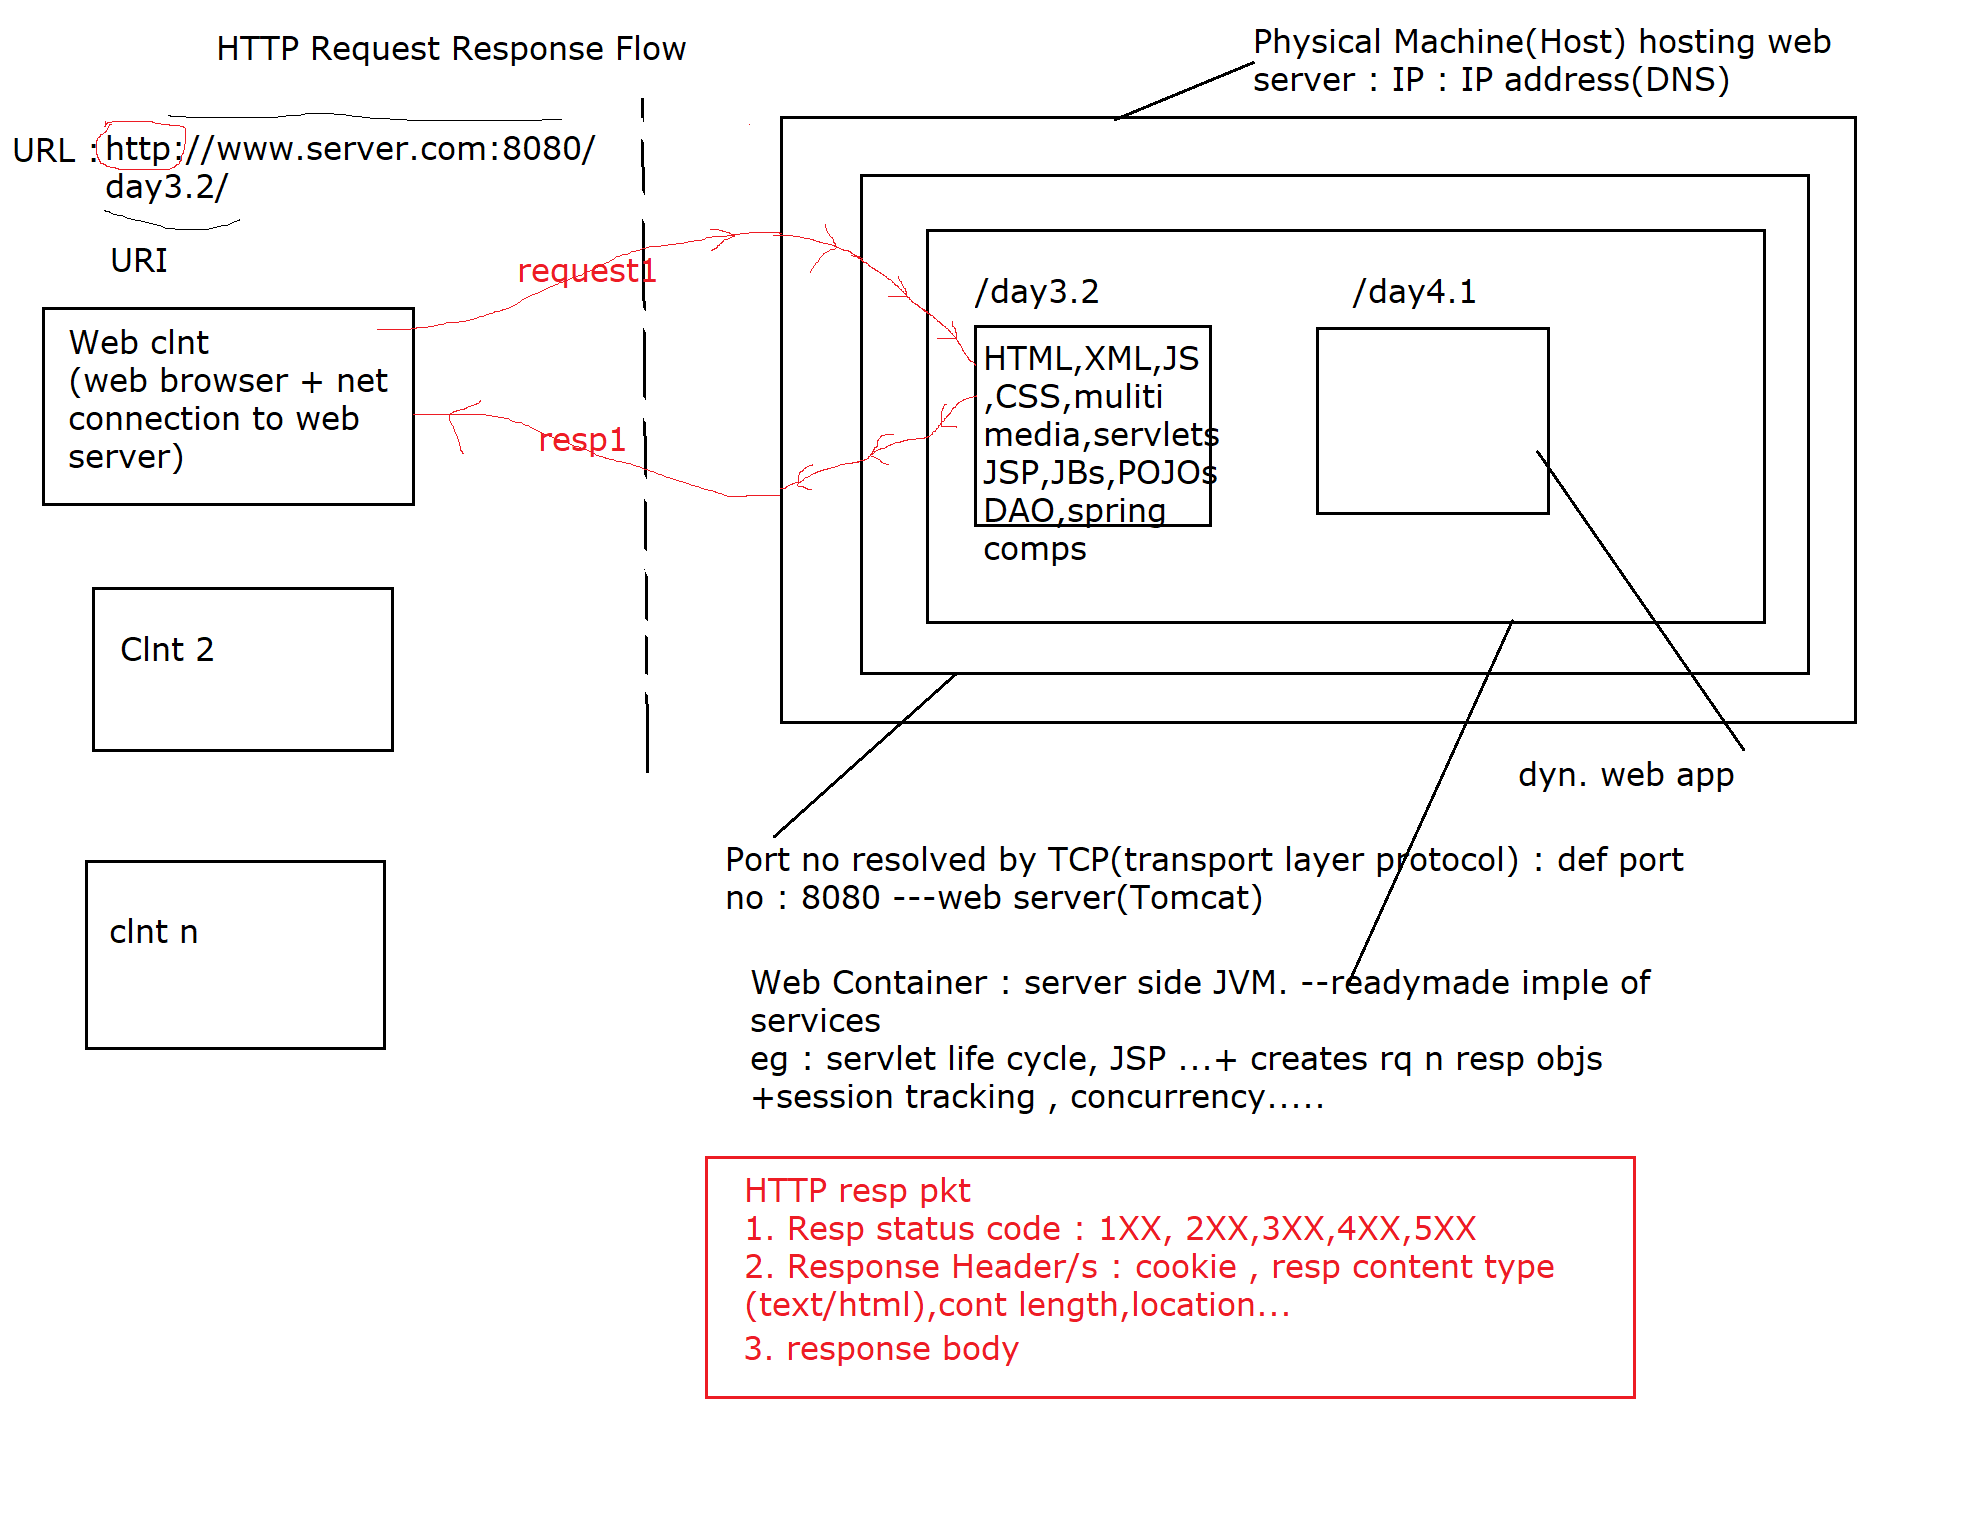 HTTP Request Response Flow
Physical Machine(Host) hosting web
server : IP : IP address(DNS)
URL : http://www.server.com:8080/
day3.2/
URI
request1
Web clnt
(web browser + net
connection to web
server)
resp1
/day3.2
HTML,XML,JS
,CSS,muliti
media,servlets
JSP,JBs,POJOs
DAO,spring
comps
/day4.1
Clnt 2
clnt n
dyn. web app
Port no resolved by TCP(transport layer protocol) : def port
no : 8080 ---web server(Tomcat)
Web Container : server side JVM. --readymade imple of
services
eg : servlet life cycle, JSP ...+ creates rq n resp objs
+session tracking , concurrency.....
HTTP resp pkt
1. Resp status code : 1XX, 2XX,3XX,4XX,5XX
2. Response Header/s : cookie , resp content type
(text/html),cont length,location...
3. response body